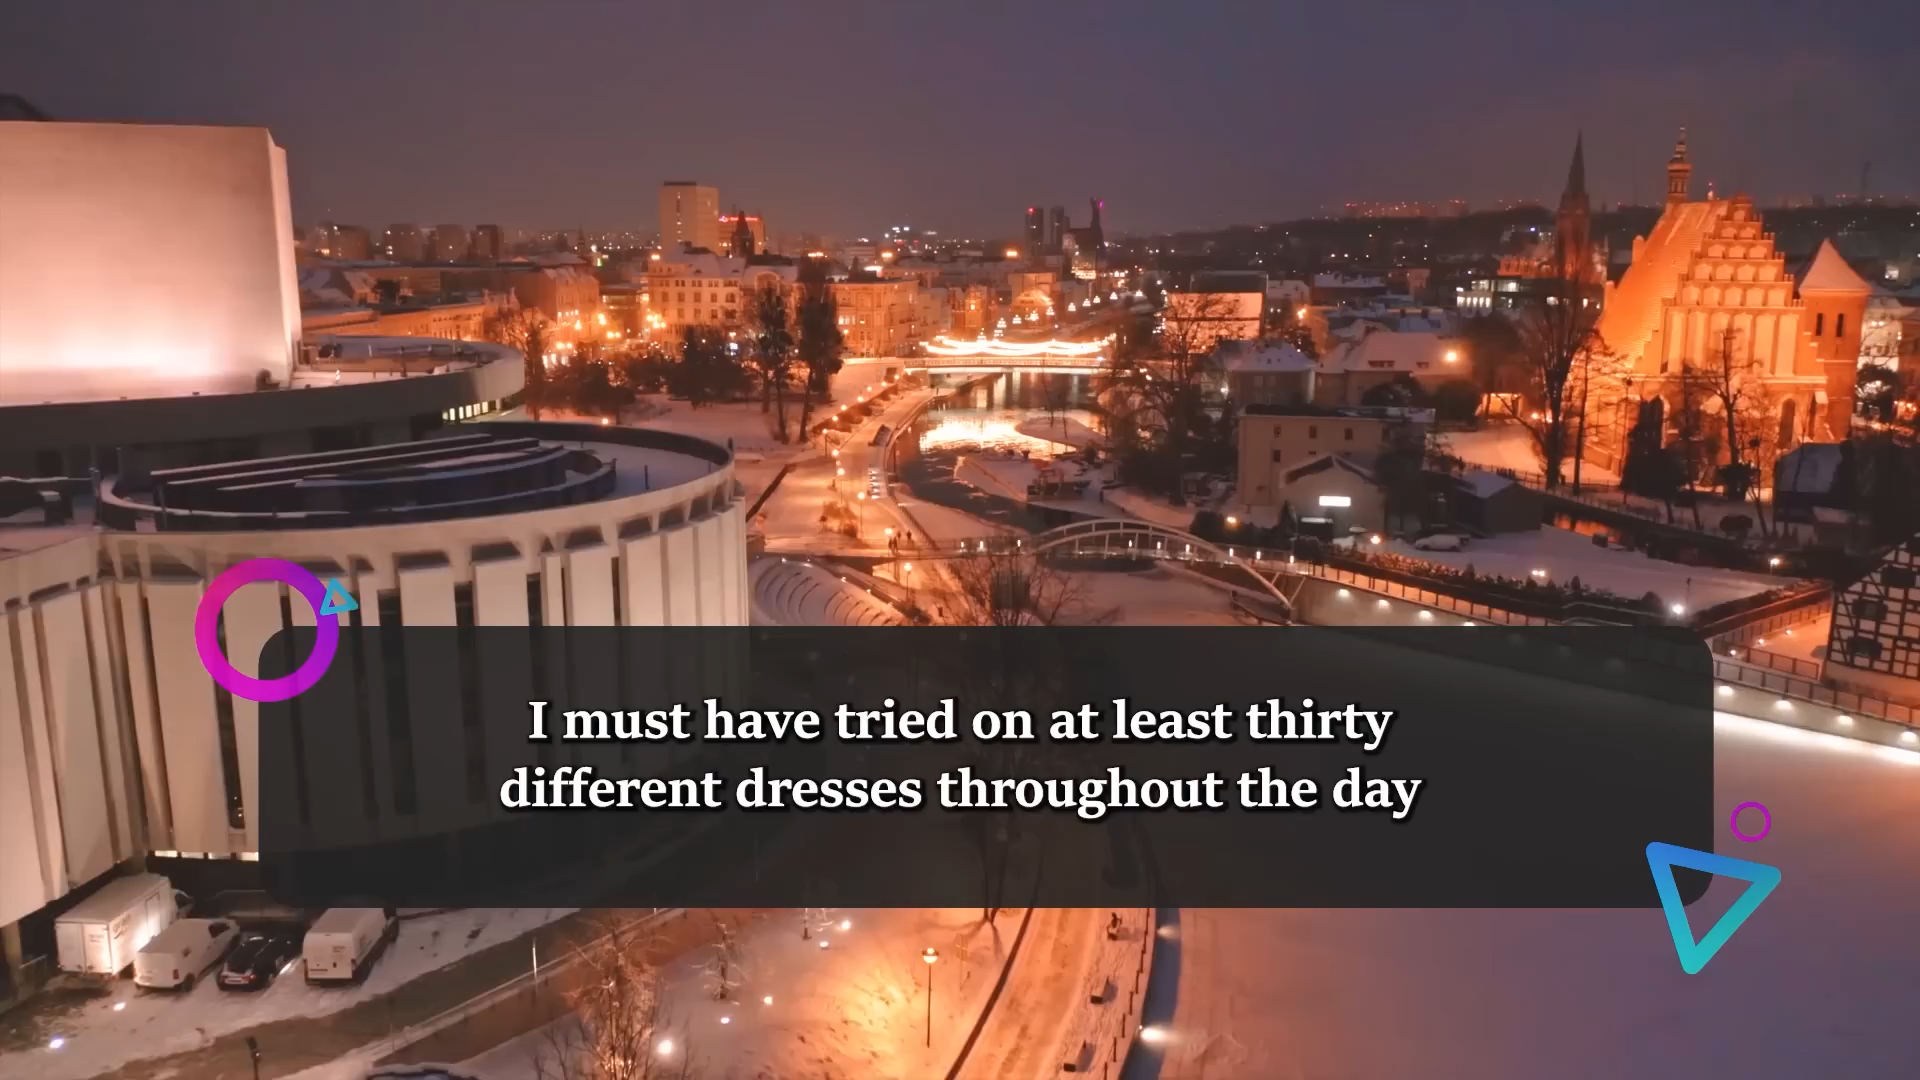 I must have tried on at least thirty
different dresses throughout the day